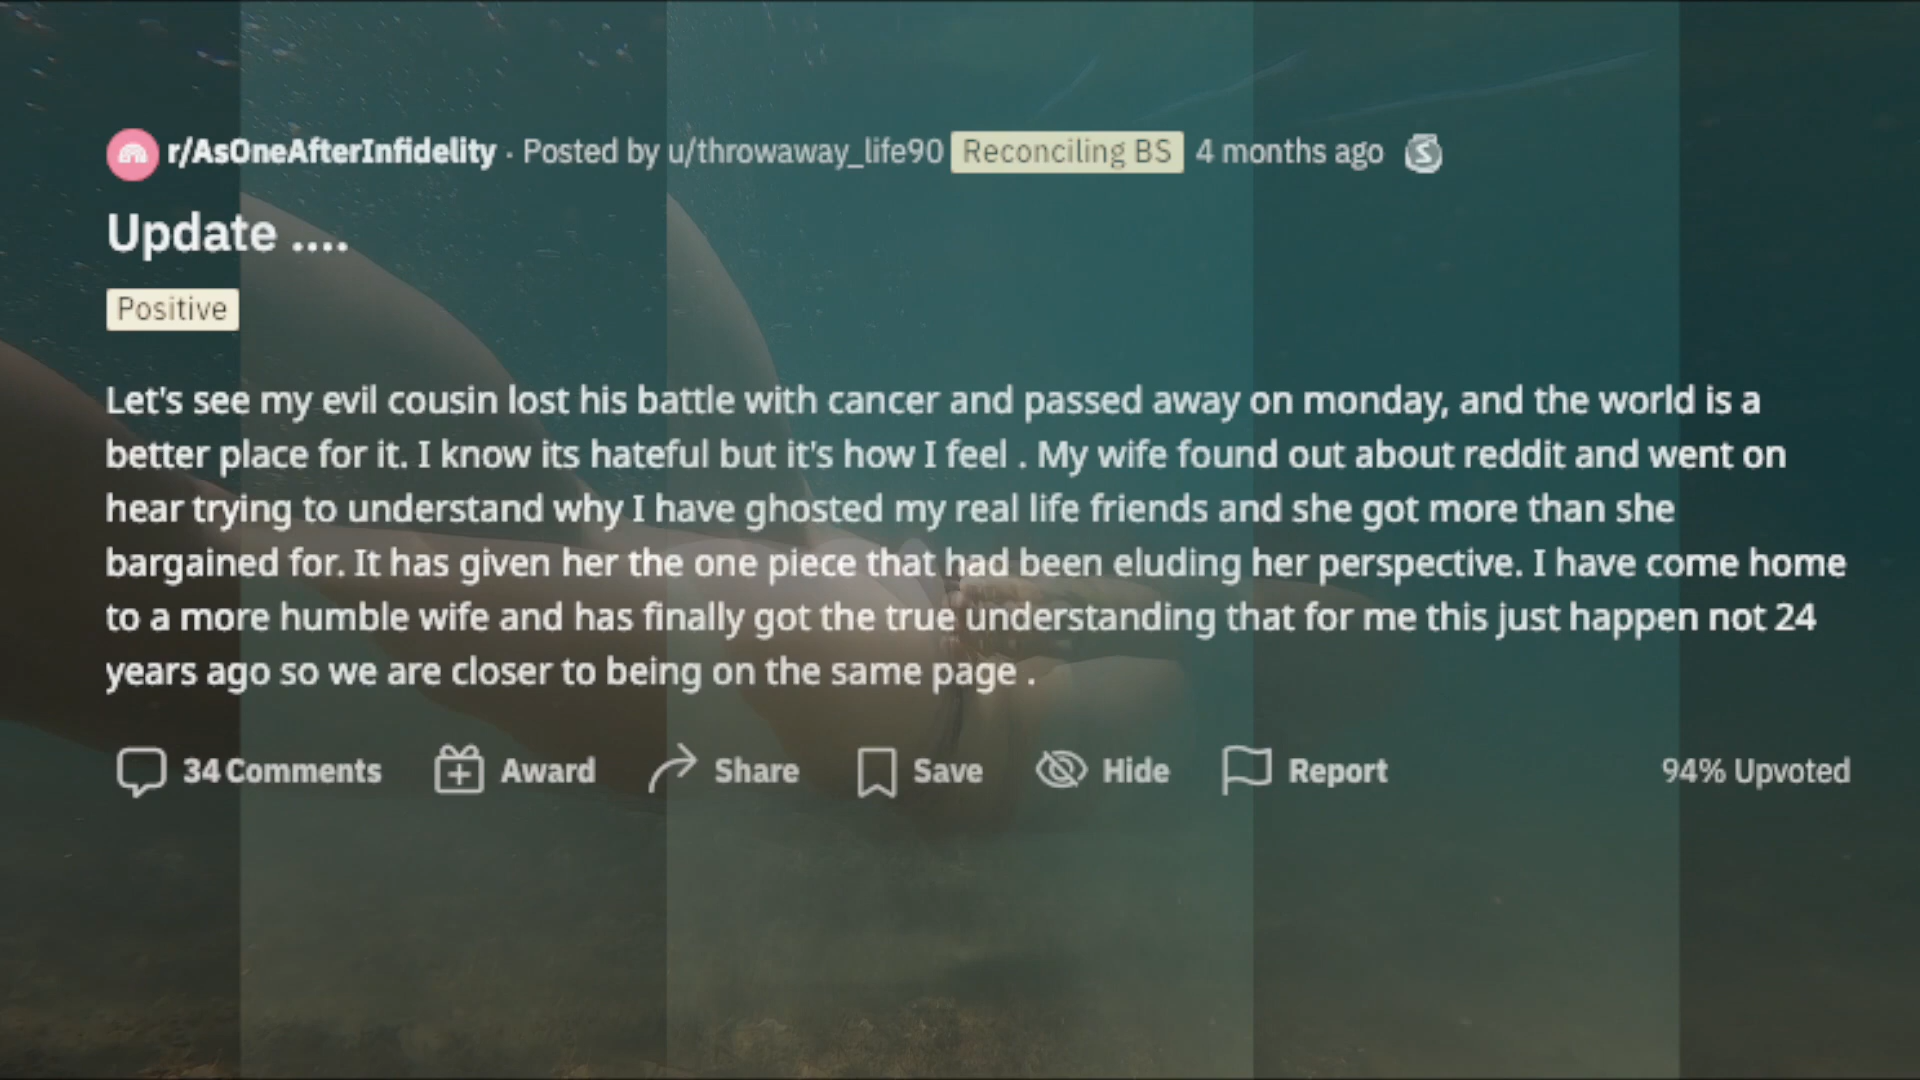 r/AsOneAfterInfidelity · Posted by u/throwaway_life90 Reconciling BS 4 months ago
Update ....
Positive
Let's see my evil cousin lost his battle with cancer and passed away on monday, and the world is a
better place for it. I know its hateful but it's how I feel . My wife found out about reddit and went on
hear trying to understand why I have ghosted my real life friends and she got more than she
bargained for. It has given her the one piece that had been eluding her perspective. I have come home
to a more humble wife and has finally got the true understanding that for me this just happen not 24
years ago so we are closer to being on the same page .
34 Comments Award Share Save Hide Report 94% Upvoted